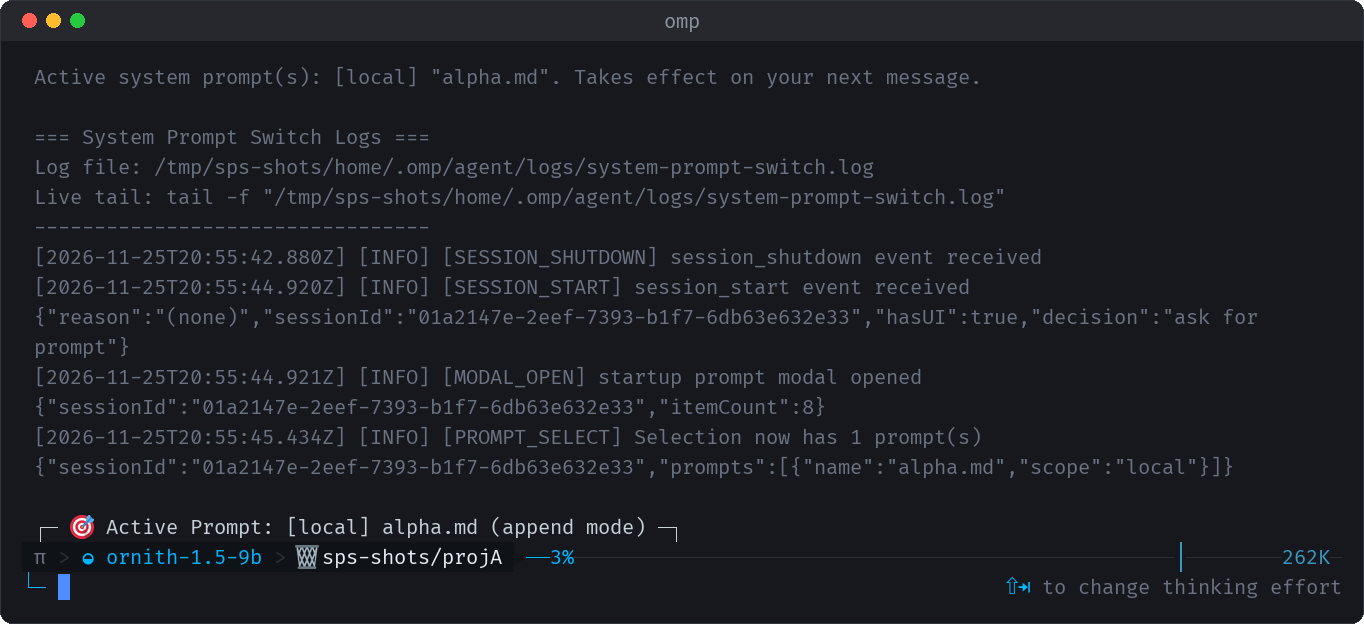 omp
Active system prompt(s): [local] "alpha.md". Takes effect on your next message.
=== System Prompt Switch Logs ===
Log file: /tmp/sps-shots/home/.omp/agent/logs/system-prompt-switch.log
Live tail: tail -f "/tmp/sps-shots/home/.omp/agent/logs/system-prompt-switch.log"
---------------------------------
[2026-11-25T20:55:42.880Z] [INFO] [SESSION_SHUTDOWN] session_shutdown event received
[2026-11-25T20:55:44.920Z] [INFO] [SESSION_START] session_start event received
{"reason":"(none)","sessionId":"01a2147e-2eef-7393-b1f7-6db63e632e33","hasUI":true,"decision":"ask for
prompt"}
[2026-11-25T20:55:44.921Z] [INFO] [MODAL_OPEN] startup prompt modal opened
{"sessionId":"01a2147e-2eef-7393-b1f7-6db63e632e33","itemCount":8}
[2026-11-25T20:55:45.434Z] [INFO] [PROMPT_SELECT] Selection now has 1 prompt(s)
{"sessionId":"01a2147e-2eef-7393-b1f7-6db63e632e33","prompts":[{"name":"alpha.md","scope":"local"}]}
🎯 Active Prompt: [local] alpha.md (append mode)
π > ornith-1.5-9b > 🗑 sps-shots/projA 3% 262K
⇧⇥ to change thinking effort